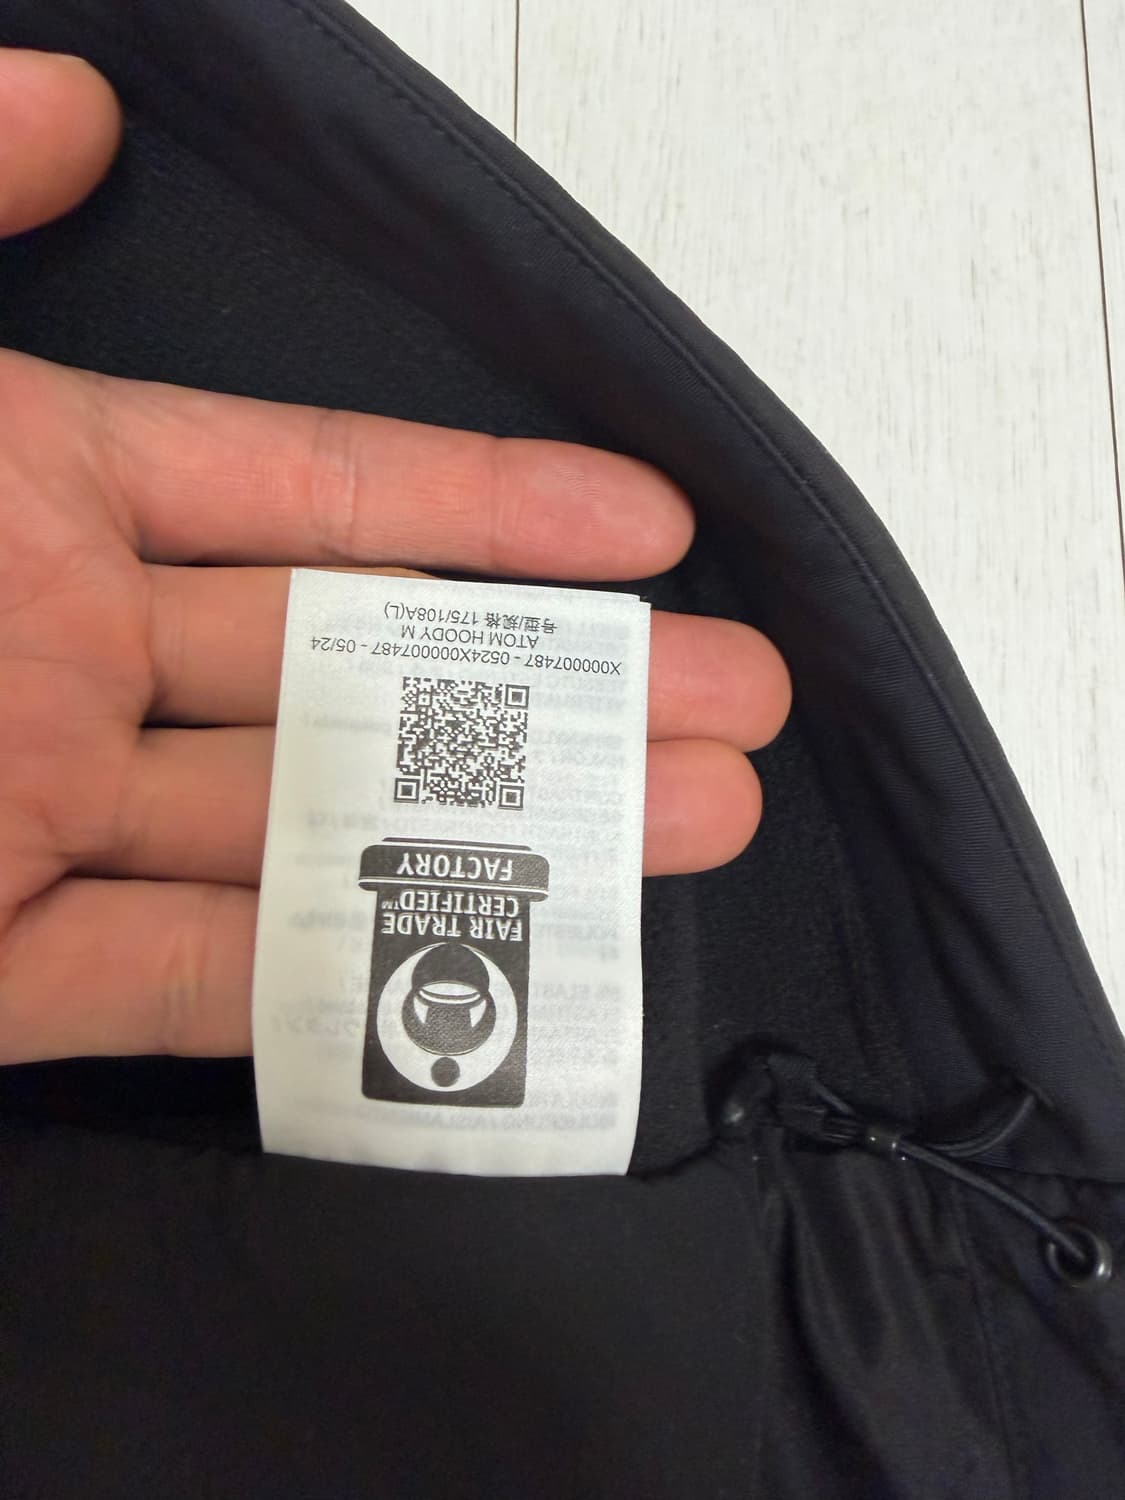 FAIR TRADE
CERTIFIED™
FACTORY
X000007487 - 0524X000007487 - 05/24
ATOM HOODY M
号型/规格 175/108A(L)